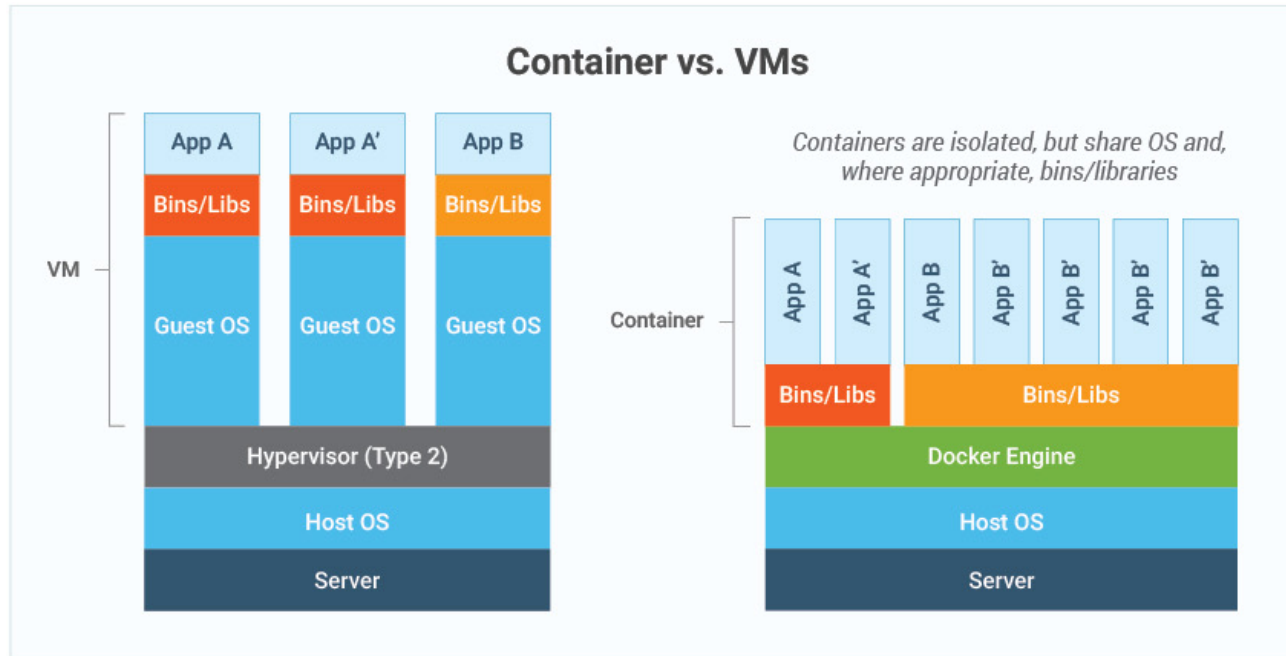 Container vs. VMs
App A
App A’
App B
Bins/Libs
Bins/Libs
Bins/Libs
VM
Guest OS
Guest OS
Guest OS
Hypervisor (Type 2)
Host OS
Server
Containers are isolated, but share OS and,
where appropriate, bins/libraries
Container
App A
App A’
App B
App B’
App B’
App B’
App B’
Bins/Libs
Bins/Libs
Docker Engine
Host OS
Server